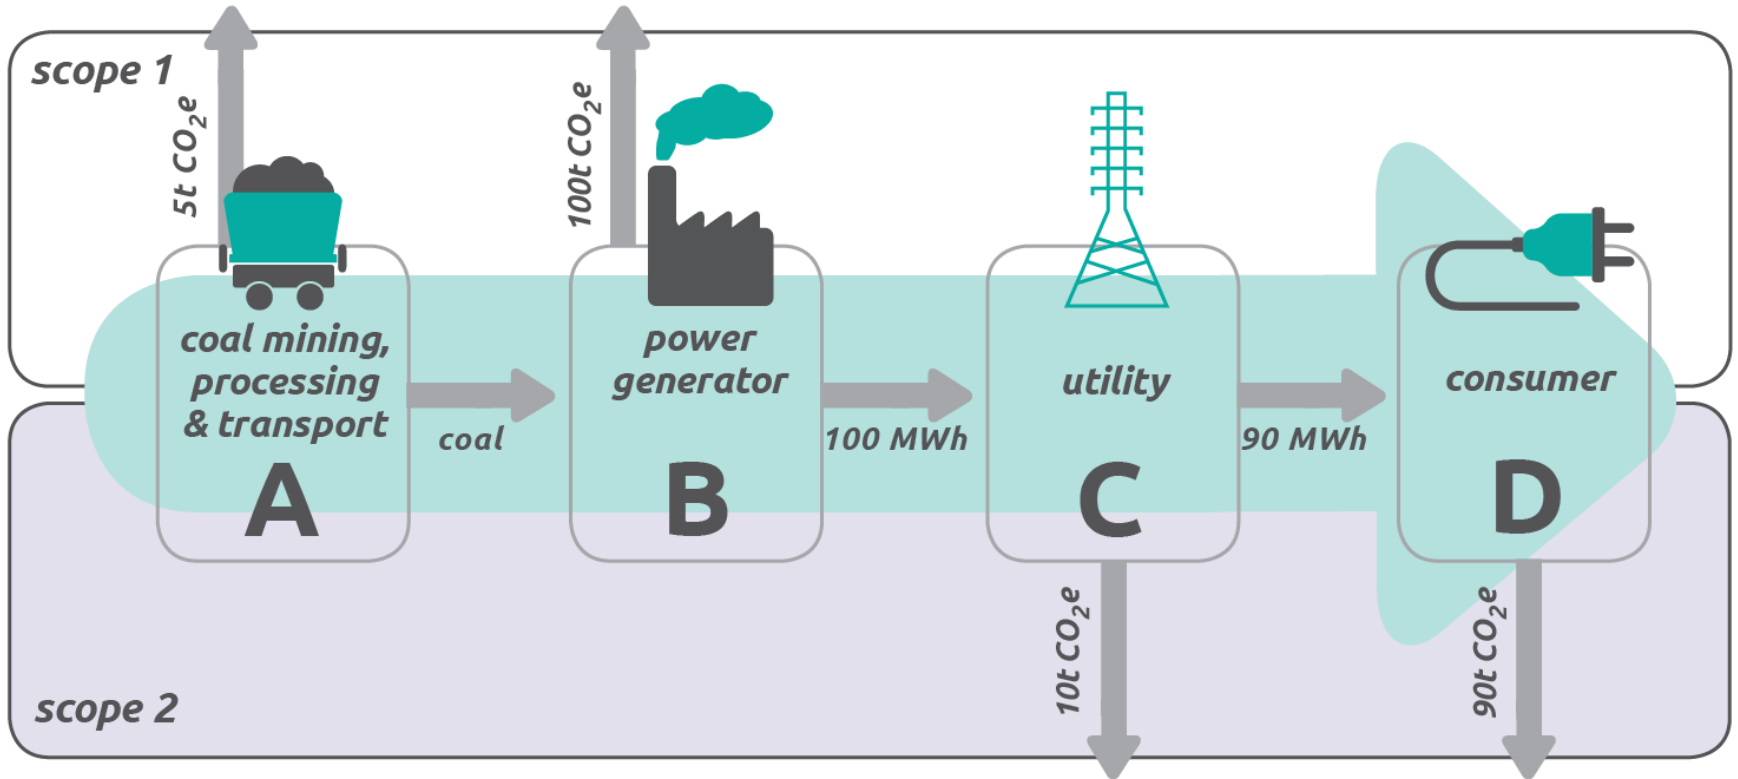 scope 1
5t CO₂e
100t CO₂e
coal mining,
processing
& transport
A
coal
power
generator
B
100 MWh
utility
C
90 MWh
consumer
D
10t CO₂e
90t CO₂e
scope 2